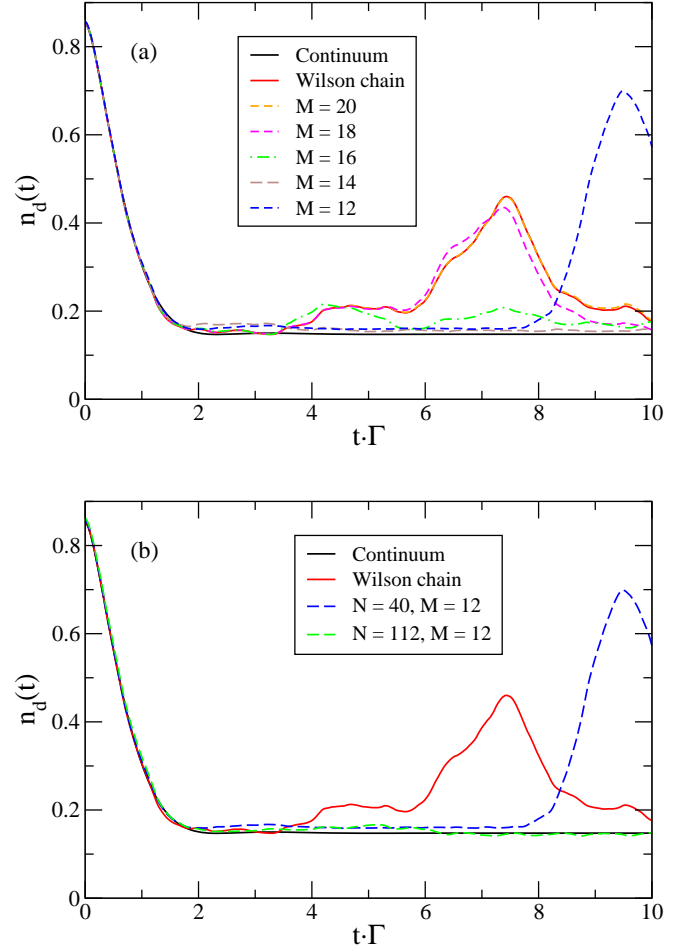 0.8
(a)
Continuum
Wilson chain
M = 20
M = 18
M = 16
M = 14
M = 12
0.6
n_d(t)
0.4
0.2
0
0 2 4 6 8 10
t·Γ
0.8
(b)
Continuum
Wilson chain
N = 40, M = 12
N = 112, M = 12
0.6
n_d(t)
0.4
0.2
0
0 2 4 6 8 10
t·Γ